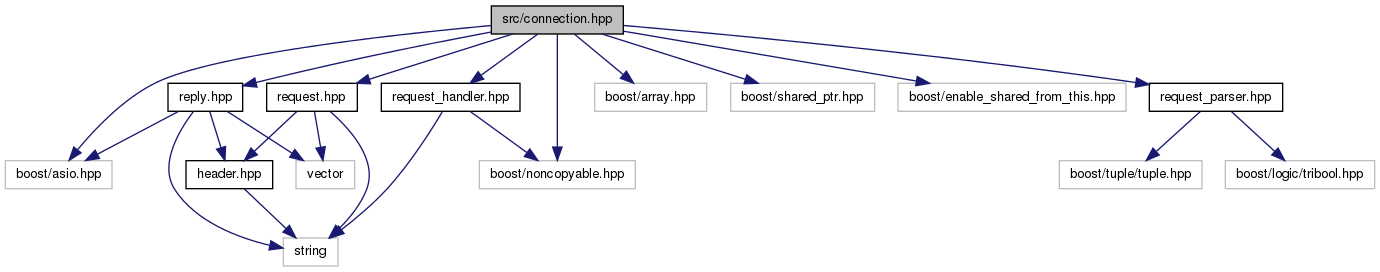 src/connection.hpp
reply.hpp
request.hpp
request_handler.hpp
boost/array.hpp
boost/shared_ptr.hpp
boost/enable_shared_from_this.hpp
request_parser.hpp
boost/asio.hpp
header.hpp
vector
boost/noncopyable.hpp
boost/tuple/tuple.hpp
boost/logic/tribool.hpp
string